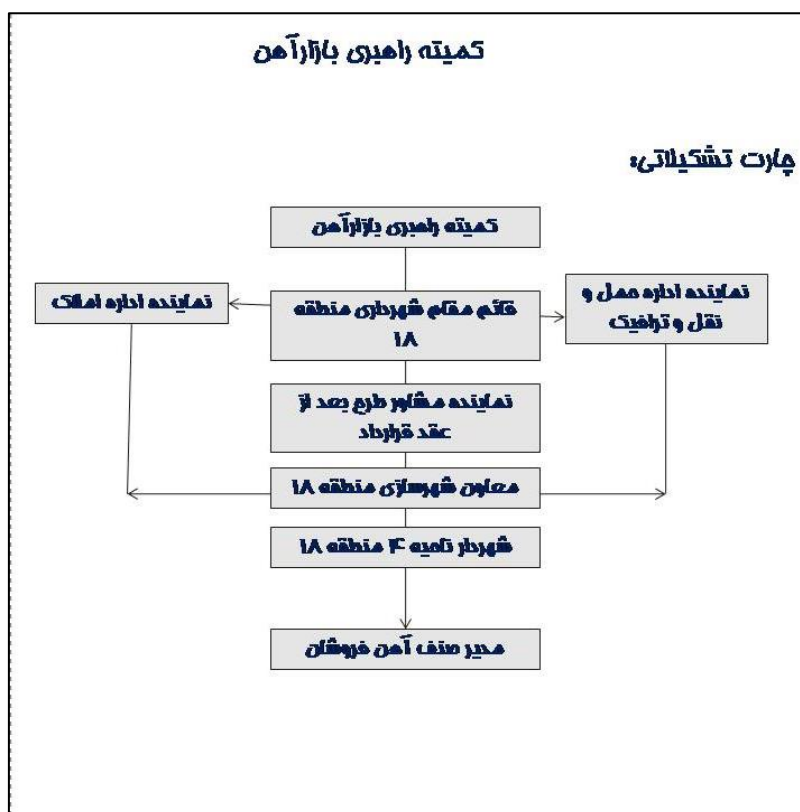 کمیته راهبری بازارآهن
چارت تشکیلاتی:
کمیته راهبری بازارآهن
نماینده اداره حمل و
نقل و ترافیک
قائم مقام شهرداری منطقه
۱۸
نماینده اداره املاک
نماینده مشاور طرح بعد از
عقد قرارداد
معاون شهرسازی منطقه ۱۸
شهردار ناحیه ۴ منطقه ۱۸
مدیر صنف آهن فروشان